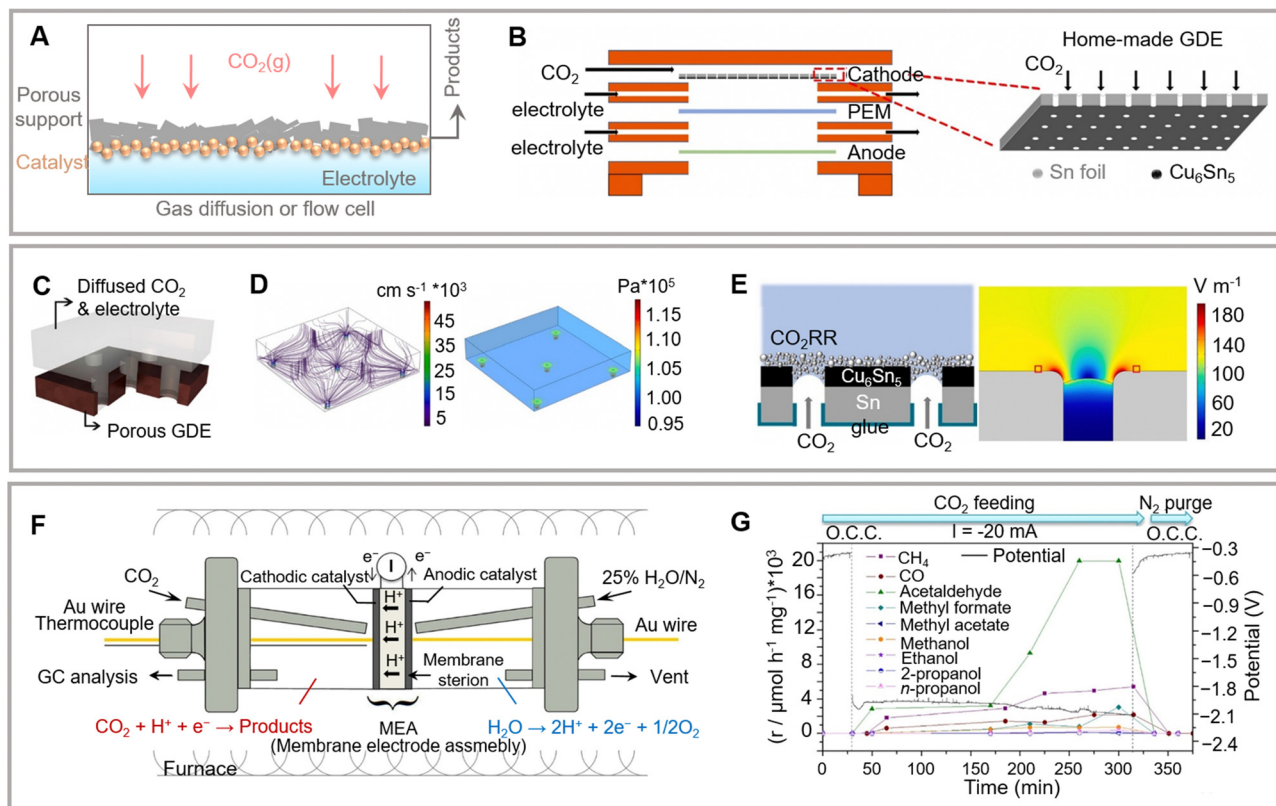 A
CO₂(g)
Porous
support
Catalyst
Electrolyte
Products
Gas diffusion or flow cell
B
CO₂
electrolyte
electrolyte
Cathode
PEM
Anode
Home-made GDE
CO₂
Sn foil
Cu₆Sn₅
C
Diffused CO₂
& electrolyte
Porous GDE
D
cm s⁻¹ *10³
45
35
25
15
5
Pa*10⁵
1.15
1.10
1.05
1.00
0.95
E
CO₂RR
Cu₆Sn₅
Sn
glue
CO₂
CO₂
V m⁻¹
180
140
100
60
20
F
e⁻
I
e⁻
Cathodic catalyst
Anodic catalyst
CO₂
25% H₂O/N₂
Au wire
Thermocouple
Au wire
H⁺
H⁺
H⁺
H⁺
GC analysis
Membrane
sterion
Vent
CO₂ + H⁺ + e⁻ → Products
H₂O → 2H⁺ + 2e⁻ + 1/2O₂
MEA
(Membrane electrode assmebly)
Furnace
G
CO₂ feeding
N₂ purge
O.C.C.
I = -20 mA
O.C.C.
Potential
CH₄
CO
Acetaldehyde
Methyl formate
Methyl acetate
Methanol
Ethanol
2-propanol
n-propanol
(r / μmol h⁻¹ mg⁻¹)*10³
20
16
12
8
4
0
Potential (V)
−0.3
−0.6
−0.9
−1.2
−1.5
−1.8
−2.1
−2.4
0
50
100
150
200
250
300
350
Time (min)